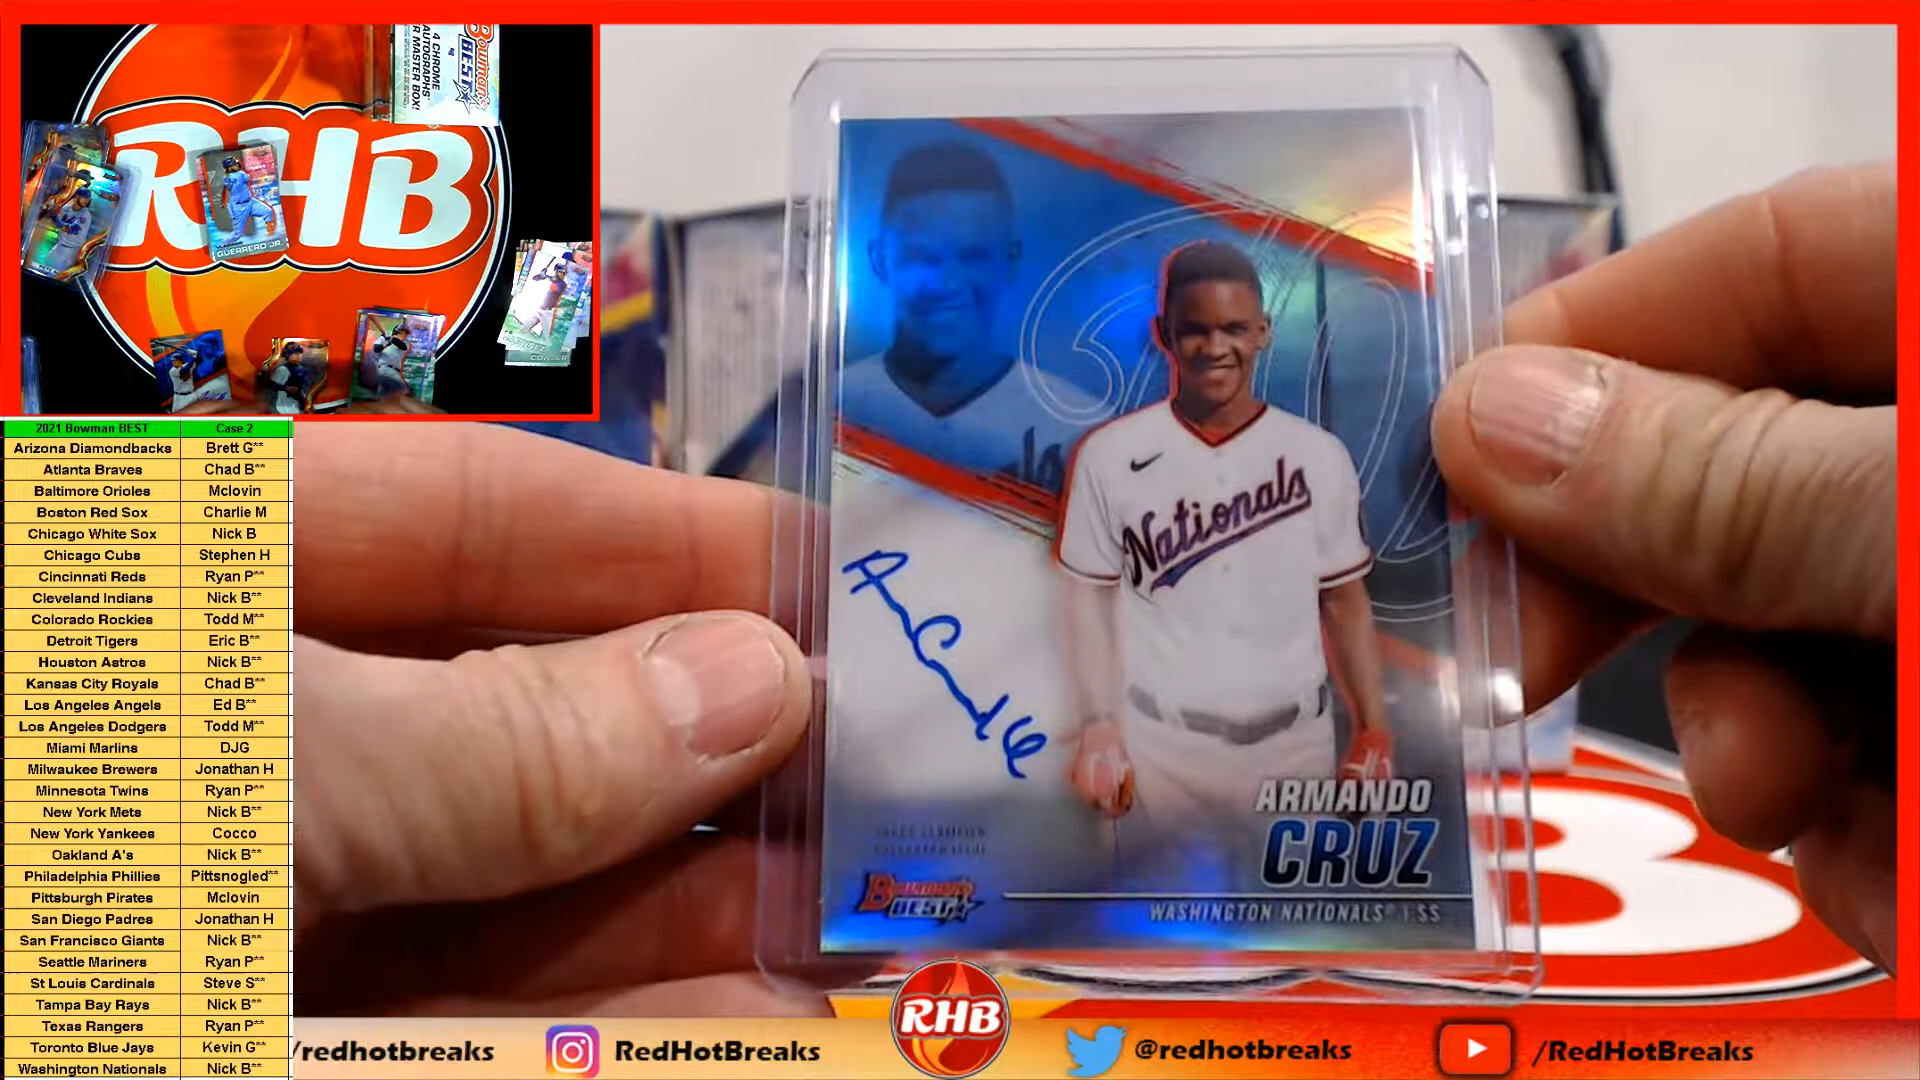 Bowman's
BEST
4 CHROME
AUTOGRAPHS
R MASTER BOX!
RHB
GUERRERO JR.
COWSER
2021 Bowman BEST Case 2
Arizona Diamondbacks Brett G**
Atlanta Braves Chad B**
Baltimore Orioles Mclovin
Boston Red Sox Charlie M
Chicago White Sox Nick B
Chicago Cubs Stephen H
Cincinnati Reds Ryan P**
Cleveland Indians Nick B**
Colorado Rockies Todd M**
Detroit Tigers Eric B**
Houston Astros Nick B**
Kansas City Royals Chad B**
Los Angeles Angels Ed B**
Los Angeles Dodgers Todd M**
Miami Marlins DJG
Milwaukee Brewers Jonathan H
Minnesota Twins Ryan P**
New York Mets Nick B**
New York Yankees Cocco
Oakland A's Nick B**
Philadelphia Phillies Pittsnogled**
Pittsburgh Pirates Mclovin
San Diego Padres Jonathan H
San Francisco Giants Nick B**
Seattle Mariners Ryan P**
St Louis Cardinals Steve S**
Tampa Bay Rays Nick B**
Texas Rangers Ryan P**
Toronto Blue Jays Kevin G**
Washington Nationals Nick B**
Nationals
ARMANDO
CRUZ
WASHINGTON NATIONALS® | SS
Bowman's
BEST
RHB
/redhotbreaks RedHotBreaks @redhotbreaks /RedHotBreaks